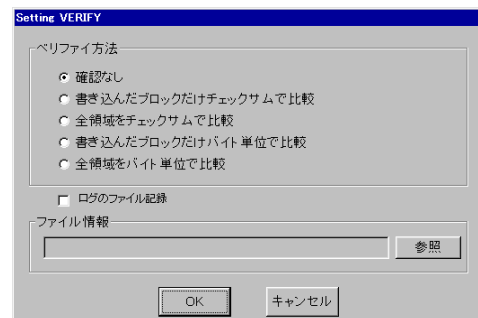 Setting VERIFY
ベリファイ方法
確認なし
書き込んだブロックだけチェックサムで比較
全領域をチェックサムで比較
書き込んだブロックだけバイト単位で比較
全領域をバイト単位で比較
ログのファイル記録
ファイル情報
参照
OK
キャンセル